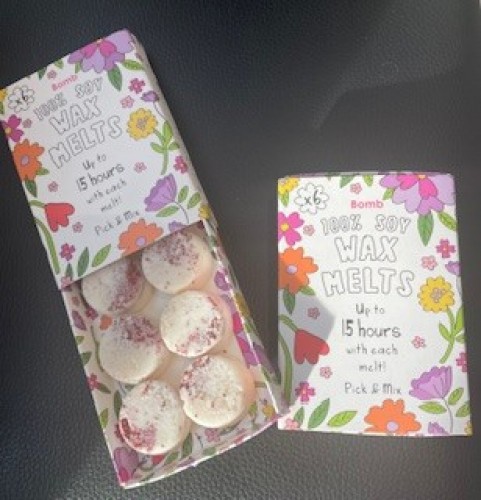 x6
Bomb
100% SOY
WAX
MELTS
Up to
15 hours
with each
melt!
Pick & Mix
x6
Bomb
100% SOY
WAX
MELTS
Up to
15 hours
with each
melt!
Pick & Mix